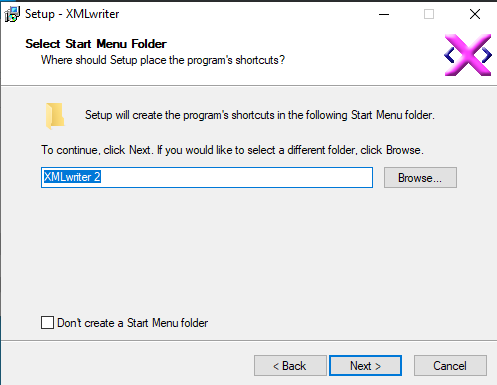 Setup - XMLwriter
Select Start Menu Folder
Where should Setup place the program's shortcuts?
Setup will create the program's shortcuts in the following Start Menu folder.
To continue, click Next. If you would like to select a different folder, click Browse.
XMLwriter 2
Browse...
Don't create a Start Menu folder
< Back
Next >
Cancel